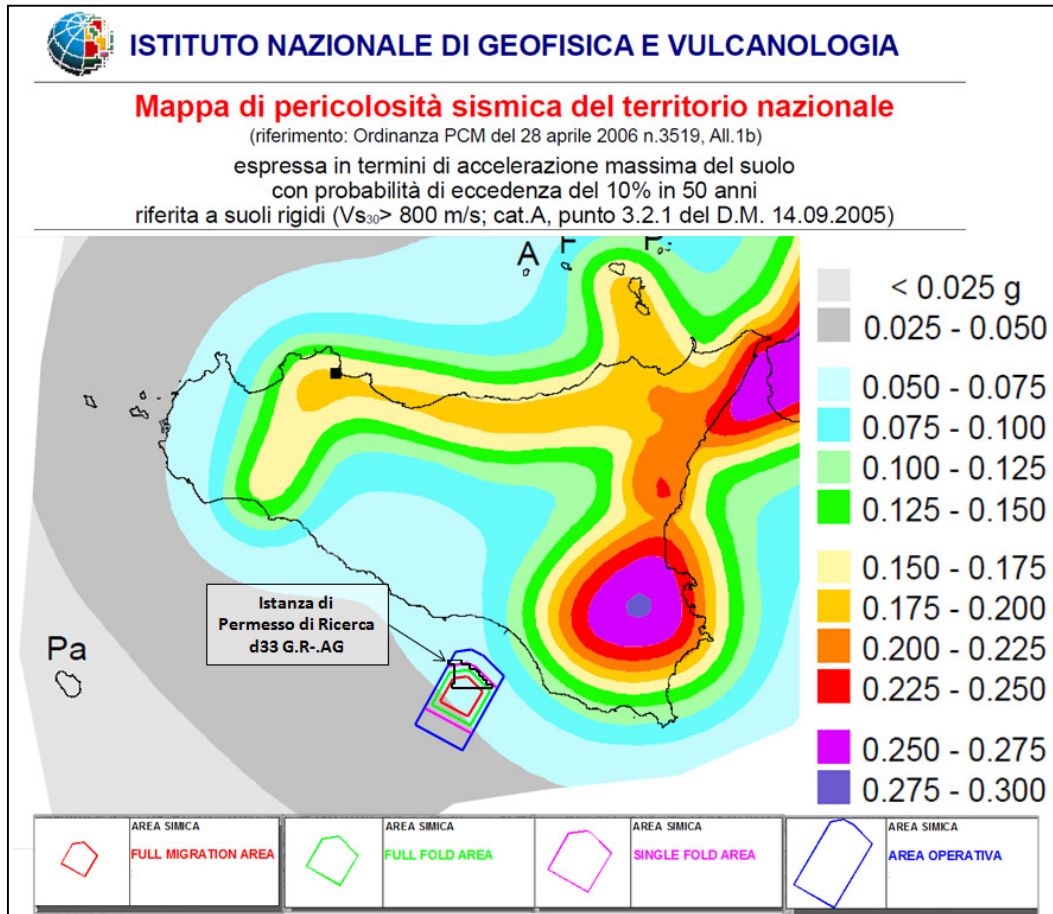 ISTITUTO NAZIONALE DI GEOFISICA E VULCANOLOGIA
Mappa di pericolosità sismica del territorio nazionale
(riferimento: Ordinanza PCM del 28 aprile 2006 n.3519, All.1b)
espressa in termini di accelerazione massima del suolo
con probabilità di eccedenza del 10% in 50 anni
riferita a suoli rigidi (Vs30> 800 m/s; cat.A, punto 3.2.1 del D.M. 14.09.2005)
A
Pa
Istanza di
Permesso di Ricerca
d33 G.R-.AG
< 0.025 g
0.025 - 0.050
0.050 - 0.075
0.075 - 0.100
0.100 - 0.125
0.125 - 0.150
0.150 - 0.175
0.175 - 0.200
0.200 - 0.225
0.225 - 0.250
0.250 - 0.275
0.275 - 0.300
AREA SIMICA
FULL MIGRATION AREA
AREA SIMICA
FULL FOLD AREA
AREA SIMICA
SINGLE FOLD AREA
AREA SIMICA
AREA OPERATIVA